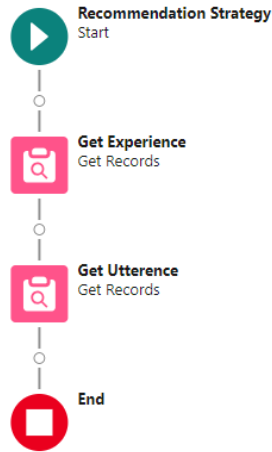 Recommendation Strategy
Start
Get Experience
Get Records
Get Utterence
Get Records
End